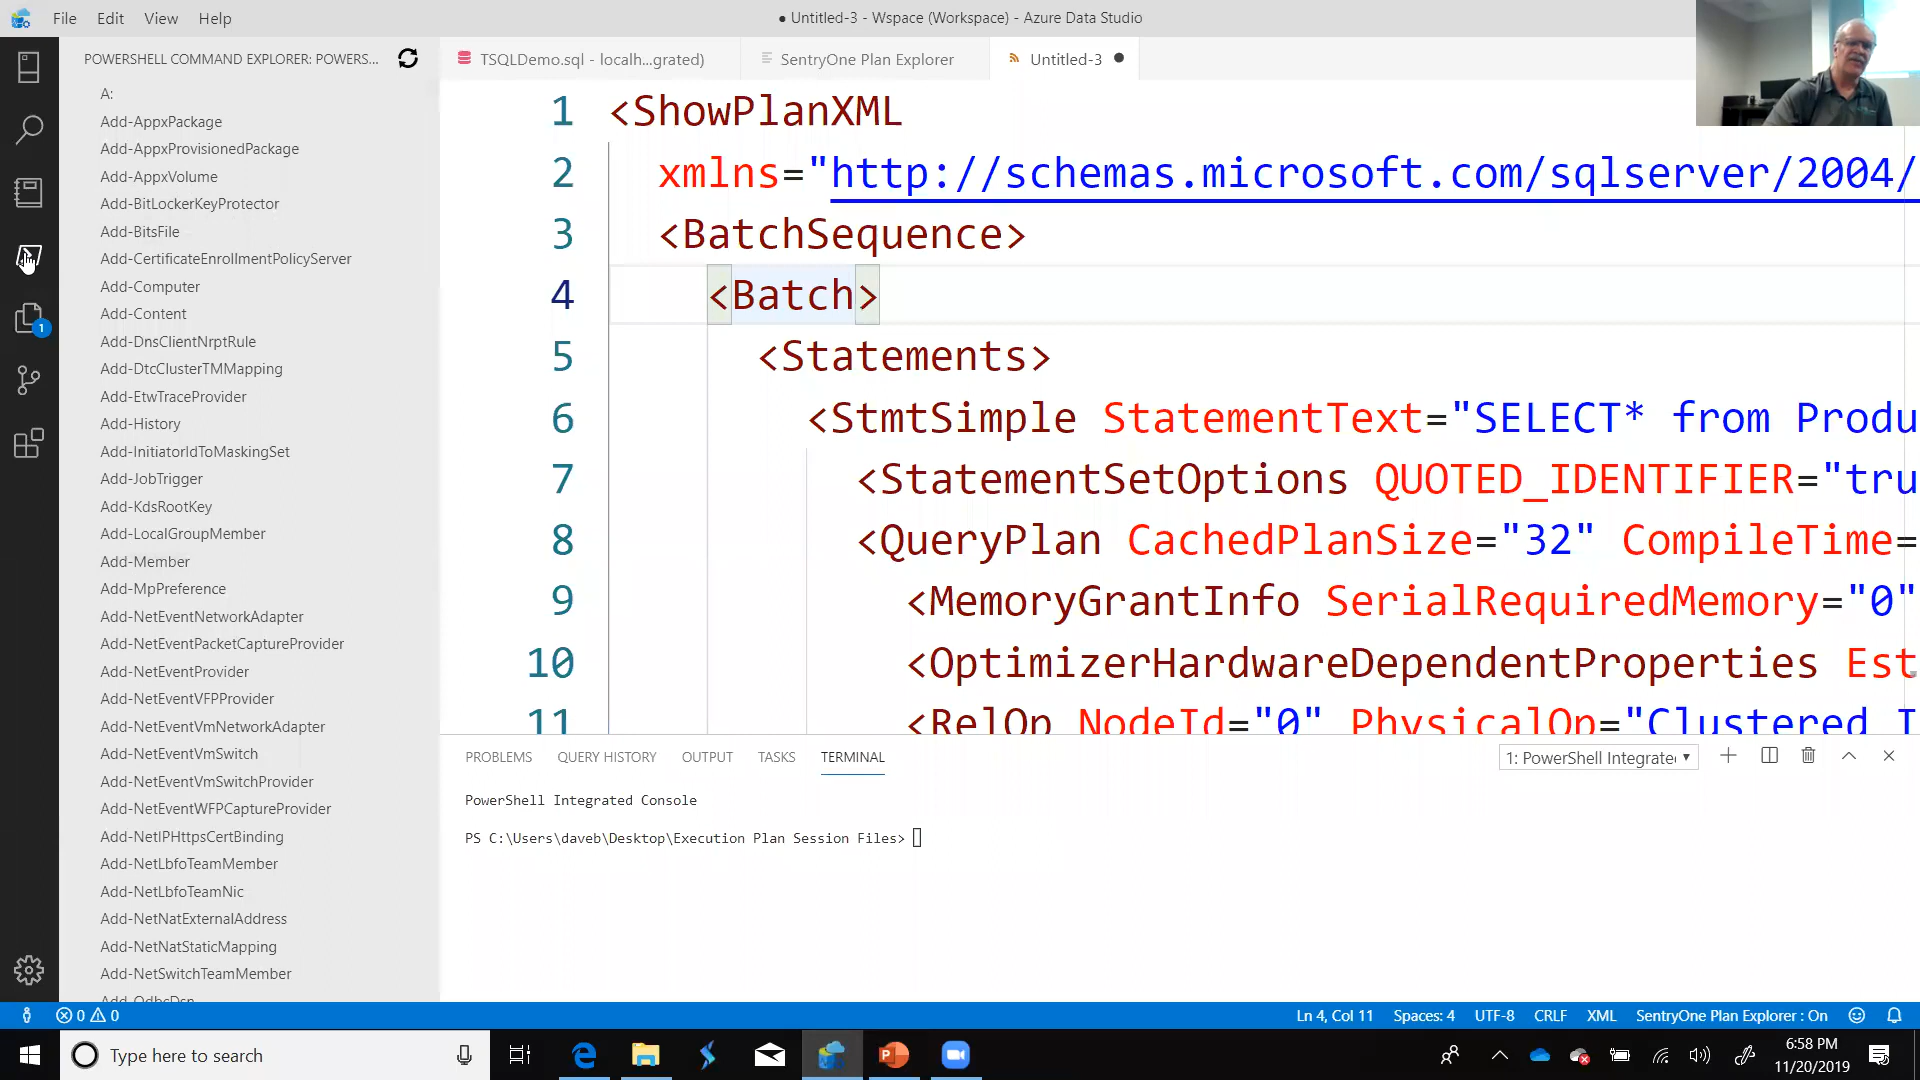 File Edit View Help
● Untitled-3 - Wspace (Workspace) - Azure Data Studio
POWERSHELL COMMAND EXPLORER: POWERS...
TSQLDemo.sql - localh...grated)
SentryOne Plan Explorer
Untitled-3 ●
A:
Add-AppxPackage
Add-AppxProvisionedPackage
Add-AppxVolume
Add-BitLockerKeyProtector
Add-BitsFile
Add-CertificateEnrollmentPolicyServer
Add-Computer
Add-Content
Add-DnsClientNrptRule
Add-DtcClusterTMMapping
Add-EtwTraceProvider
Add-History
Add-InitiatorIdToMaskingSet
Add-JobTrigger
Add-KdsRootKey
Add-LocalGroupMember
Add-Member
Add-MpPreference
Add-NetEventNetworkAdapter
Add-NetEventPacketCaptureProvider
Add-NetEventProvider
Add-NetEventVFPProvider
Add-NetEventVmNetworkAdapter
Add-NetEventVmSwitch
Add-NetEventVmSwitchProvider
Add-NetEventWFPCaptureProvider
Add-NetIPHttpsCertBinding
Add-NetLbfoTeamMember
Add-NetLbfoTeamNic
Add-NetNatExternalAddress
Add-NetNatStaticMapping
Add-NetSwitchTeamMember
Add-OdbcDsn
1
1 <ShowPlanXML
2 xmlns="http://schemas.microsoft.com/sqlserver/2004/
3 <BatchSequence>
4 <Batch>
5 <Statements>
6 <StmtSimple StatementText="SELECT* from Produ
7 <StatementSetOptions QUOTED_IDENTIFIER="tru
8 <QueryPlan CachedPlanSize="32" CompileTime=
9 <MemoryGrantInfo SerialRequiredMemory="0"
10 <OptimizerHardwareDependentProperties Est
11 <RelOp NodeId="0" PhysicalOp="Clustered I
PROBLEMS QUERY HISTORY OUTPUT TASKS TERMINAL
1: PowerShell Integrate
PowerShell Integrated Console
PS C:\Users\daveb\Desktop\Execution Plan Session Files>
0 0
Ln 4, Col 11 Spaces: 4 UTF-8 CRLF XML SentryOne Plan Explorer : On
Type here to search
6:58 PM
11/20/2019